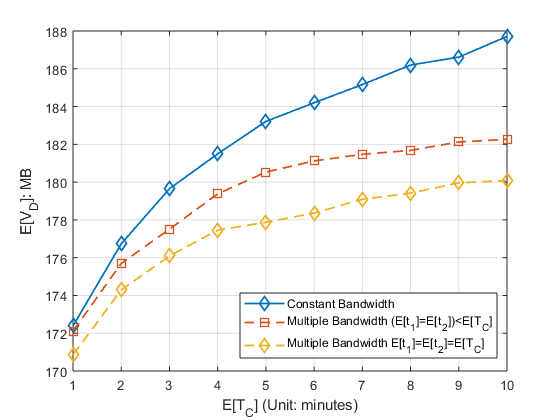 188
186
184
182
180
178
176
174
172
170
E[V_D]: MB
1 2 3 4 5 6 7 8 9 10
E[T_C] (Unit: minutes)
Constant Bandwidth
Multiple Bandwidth (E[t_1]=E[t_2])<E[T_C]
Multiple Bandwidth E[t_1]=E[t_2]=E[T_C]